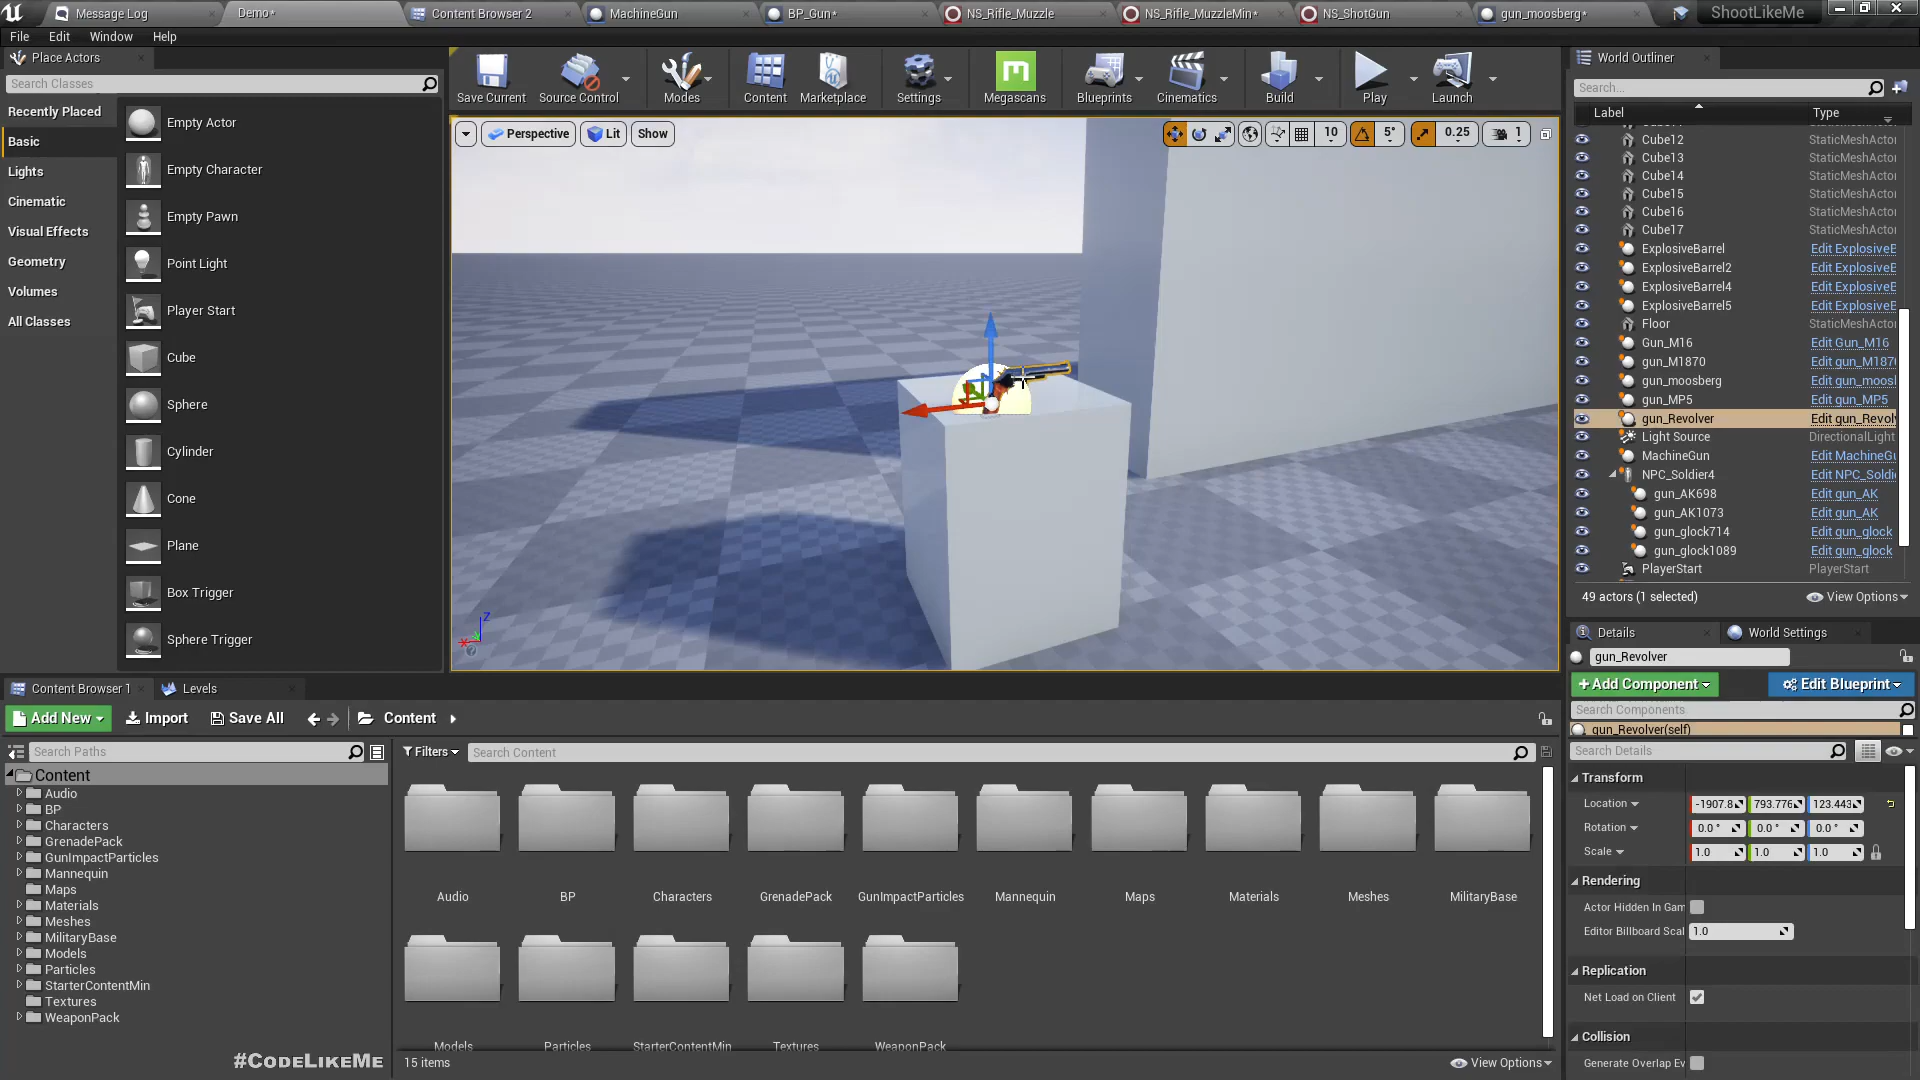 Message Log
Demo*
Content Browser 2
MachineGun
BP_Gun*
NS_Rifle_Muzzle
NS_Rifle_MuzzleMin*
NS_ShotGun
gun_moosberg*
ShootLikeMe
File
Edit
Window
Help
Place Actors
Search Classes
Recently Placed
Basic
Lights
Cinematic
Visual Effects
Geometry
Volumes
All Classes
Empty Actor
Empty Character
Empty Pawn
Point Light
Player Start
Cube
Sphere
Cylinder
Cone
Plane
Box Trigger
Sphere Trigger
Save Current
Source Control
Modes
Content
Marketplace
Settings
Megascans
Blueprints
Cinematics
Build
Play
Launch
Perspective
Lit
Show
10
5°
0.25
1
Z
X
World Outliner
Search...
Label
Type
Cube12 StaticMeshActor
Cube13 StaticMeshActor
Cube14 StaticMeshActor
Cube15 StaticMeshActor
Cube16 StaticMeshActor
Cube17 StaticMeshActor
ExplosiveBarrel Edit ExplosiveB
ExplosiveBarrel2 Edit ExplosiveB
ExplosiveBarrel4 Edit ExplosiveB
ExplosiveBarrel5 Edit ExplosiveB
Floor StaticMeshActor
Gun_M16 Edit Gun_M16
gun_M1870 Edit gun_M187
gun_moosberg Edit gun_moos
gun_MP5 Edit gun_MP5
gun_Revolver Edit gun_Revol
Light Source DirectionalLight
MachineGun Edit MachineGu
NPC_Soldier4 Edit NPC_Soldi
gun_AK698 Edit gun_AK
gun_AK1073 Edit gun_AK
gun_glock714 Edit gun_glock
gun_glock1089 Edit gun_glock
PlayerStart PlayerStart
49 actors (1 selected)
View Options
Details
World Settings
gun_Revolver
+Add Component
Edit Blueprint
Search Components
gun_Revolver(self)
Search Details
Transform
Location -1907.8 793.776 123.443
Rotation 0.0 ° 0.0 ° 0.0 °
Scale 1.0 1.0 1.0
Rendering
Actor Hidden In Gam
Editor Billboard Scal 1.0
Replication
Net Load on Client
Collision
Generate Overlap Ev
Content Browser 1
Levels
Add New
Import
Save All
Content
Search Paths
Filters
Search Content
Content
Audio
BP
Characters
GrenadePack
GunImpactParticles
Mannequin
Maps
Materials
Meshes
MilitaryBase
Models
Particles
StarterContentMin
Textures
WeaponPack
Audio
BP
Characters
GrenadePack
GunImpactParticles
Mannequin
Maps
Materials
Meshes
MilitaryBase
Models
Particles
StarterContentMin
Textures
WeaponPack
15 items
View Options
#CodeLikeMe